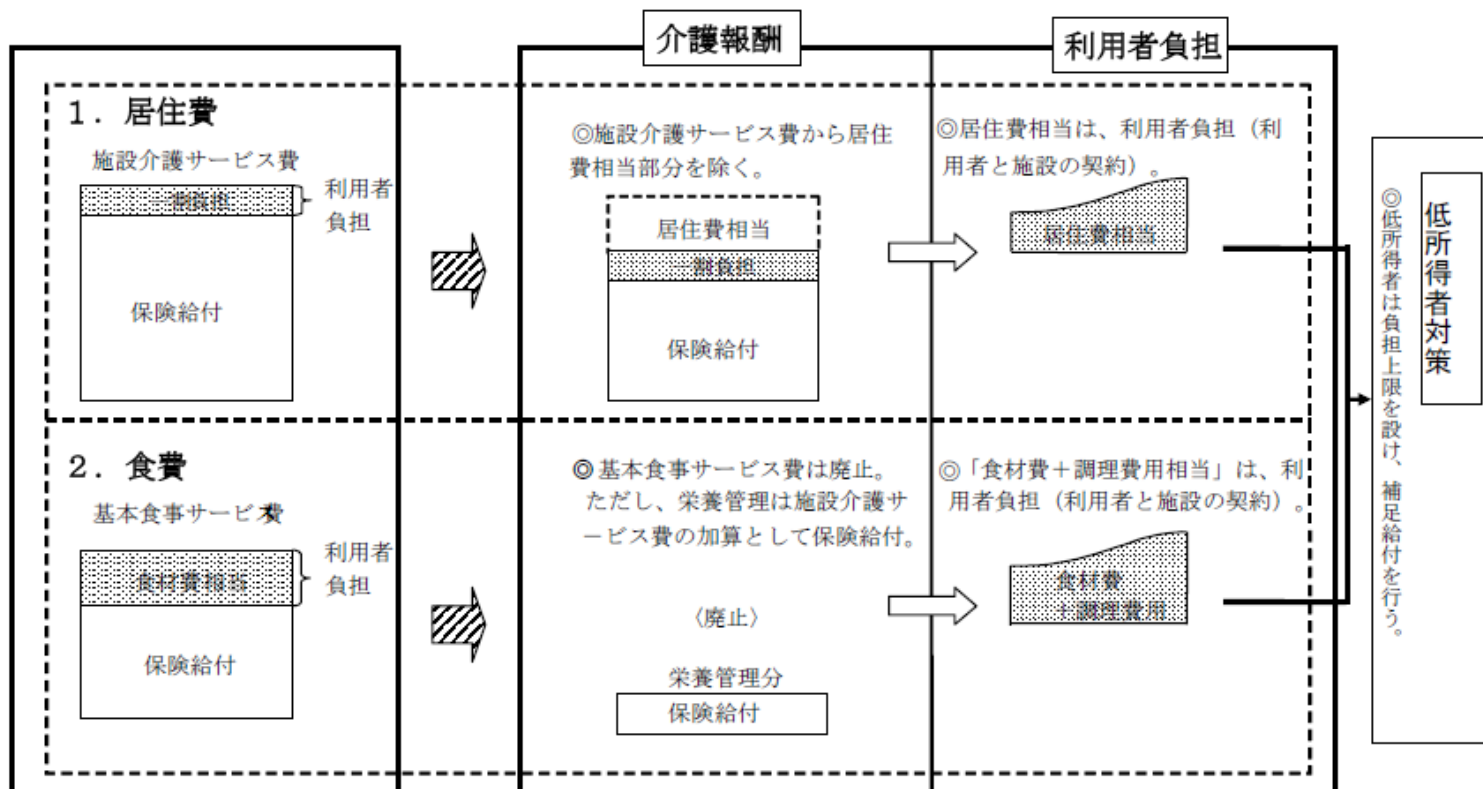 介護報酬
利用者負担
1．居住費
施設介護サービス費
一割負担
利用者
負担
保険給付
◎施設介護サービス費から居住
費相当部分を除く。
居住費相当
一割負担
保険給付
◎居住費相当は、利用者負担（利
用者と施設の契約）。
居住費相当
2．食費
基本食事サービス費
食材費相当
利用者
負担
保険給付
◎基本食事サービス費は廃止。
ただし、栄養管理は施設介護サ
ービス費の加算として保険給付。
〈廃止〉
栄養管理分
保険給付
◎「食材費＋調理費用相当」は、利
用者負担（利用者と施設の契約）。
食材費
＋調理費用
低所得者対策
◎低所得者は負担上限を設け、補足給付を行う。